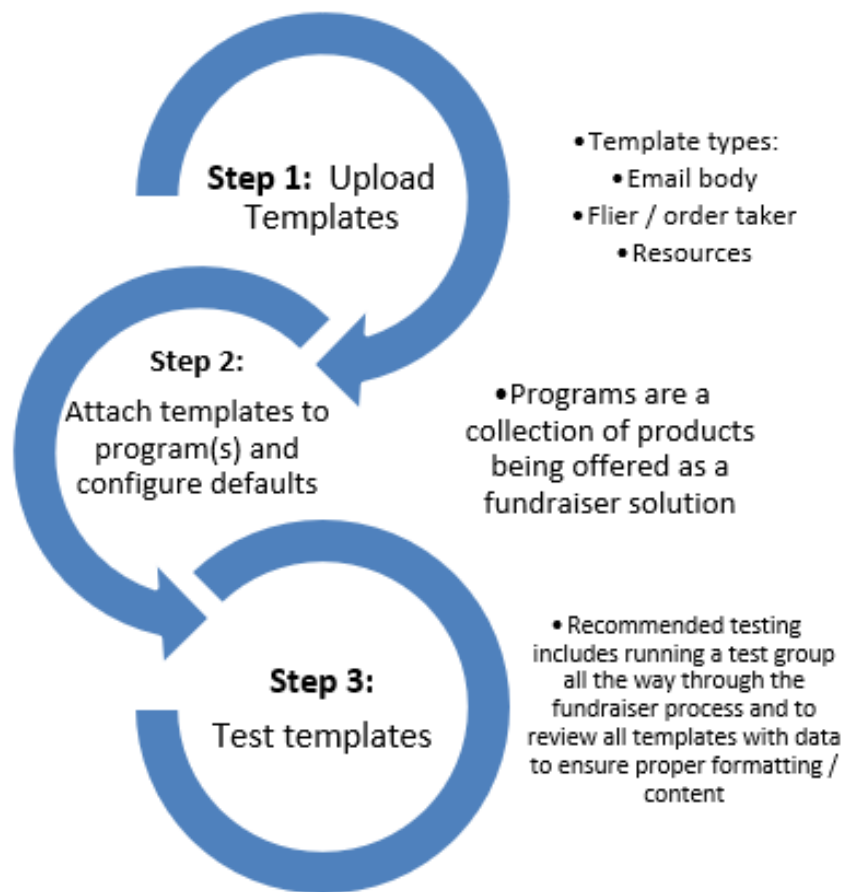 Step 1: Upload
Templates
•Template types:
•Email body
•Flier / order taker
•Resources
Step 2:
Attach templates to
program(s) and
configure defaults
•Programs are a
collection of products
being offered as a
fundraiser solution
Step 3:
Test templates
•Recommended testing
includes running a test group
all the way through the
fundraiser process and to
review all templates with data
to ensure proper formatting /
content